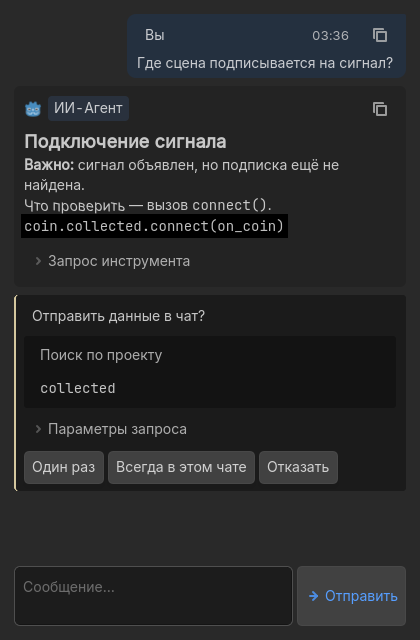 Вы
03:36
Где сцена подписывается на сигнал?
ИИ-Агент
Подключение сигнала
Важно: сигнал объявлен, но подписка ещё не
найдена.
Что проверить — вызов connect().
coin.collected.connect(on_coin)
Запрос инструмента
Отправить данные в чат?
Поиск по проекту
collected
Параметры запроса
Один раз
Всегда в этом чате
Отказать
Сообщение...
Отправить